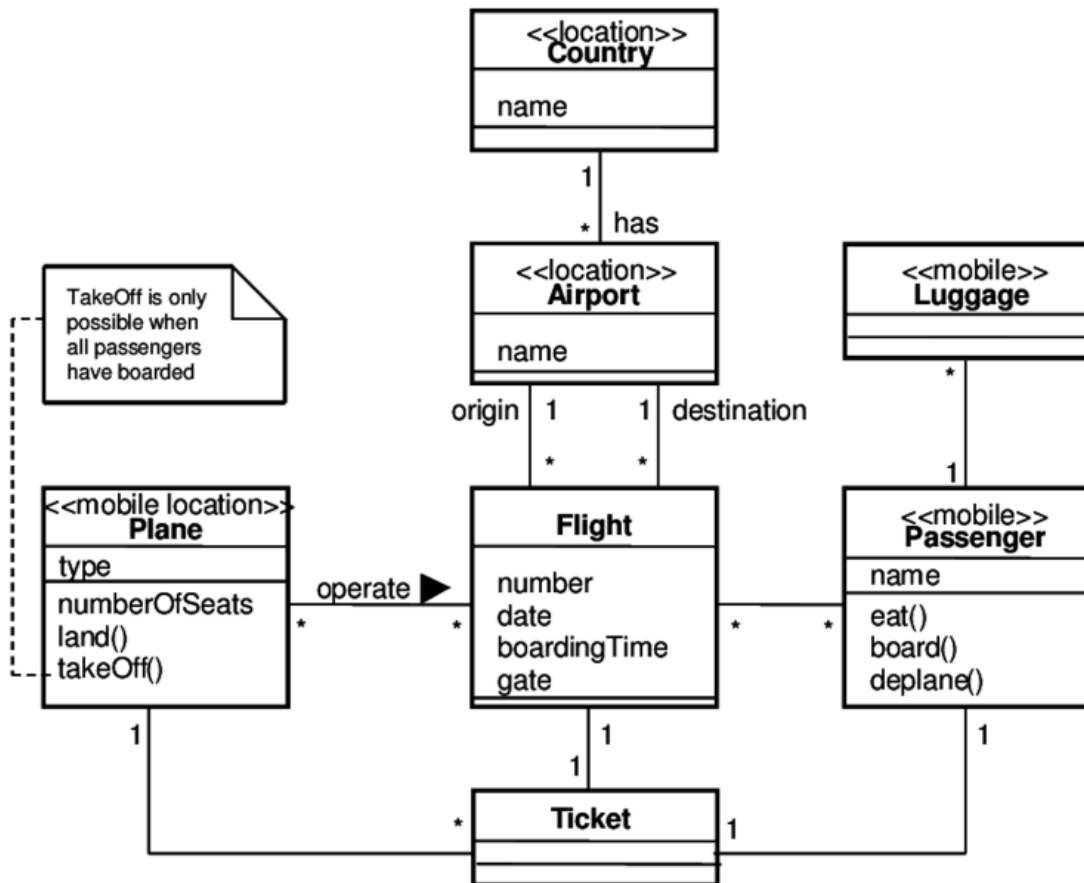 <<location>>
Country
name
1
* has
<<location>>
Airport
name
TakeOff is only
possible when
all passengers
have boarded
<<mobile>>
Luggage
origin 1 1 destination
* *
*
1
<<mobile location>>
Plane
type
numberOfSeats
land()
takeOff()
operate
* *
Flight
number
date
boardingTime
gate
* *
<<mobile>>
Passenger
name
eat()
board()
deplane()
1 1 1
1
* Ticket 1